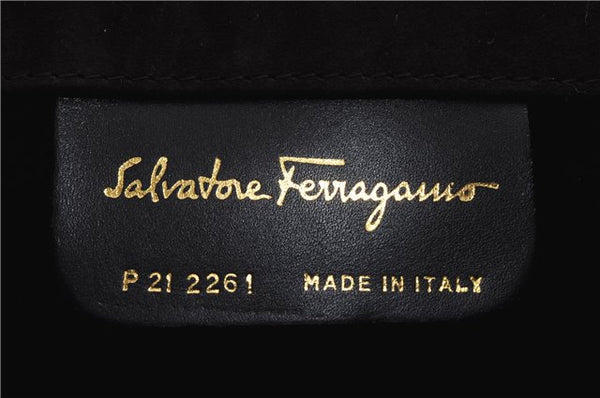 Salvatore Ferragamo
P 21 2261 MADE IN ITALY